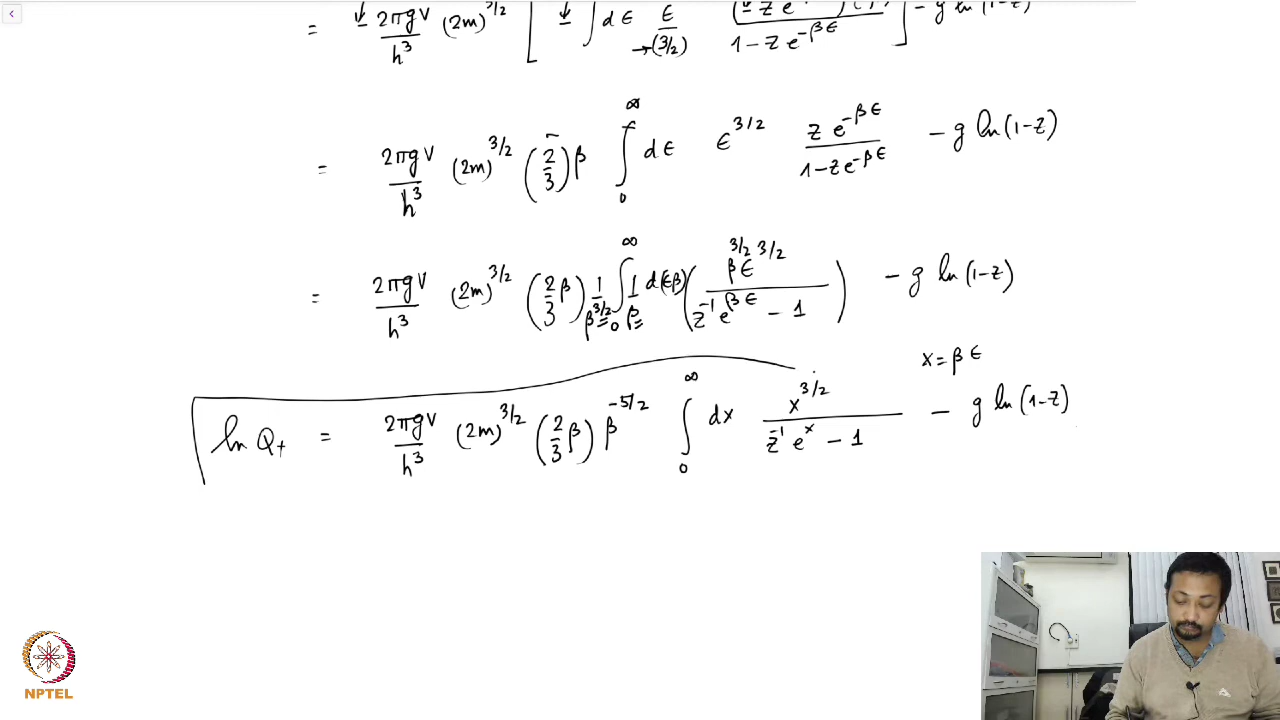 = - 2πgV/h³ (2m)^3/2 [ - ∫ dϵ ϵ/(3/2) 1-ze^-βϵ ] - g ln(1-z)
= 2πgV/h³ (2m)^3/2 (2/3) β ∫₀^∞ dϵ ϵ^3/2 ze^-βϵ/1-ze^-βϵ - g ln(1-z)
= 2πgV/h³ (2m)^3/2 (2/3 β) 1/β^3/2 ∫₀^∞ 1/β d(ϵβ) (β^3/2 ϵ^3/2/z^-1 e^βϵ - 1) - g ln(1-z)
x = βϵ
ln Q+ = 2πgV/h³ (2m)^3/2 (2/3 β) β^-5/2 ∫₀^∞ dx x^3/2/z^-1 e^x - 1 - g ln(1-z)
NPTEL